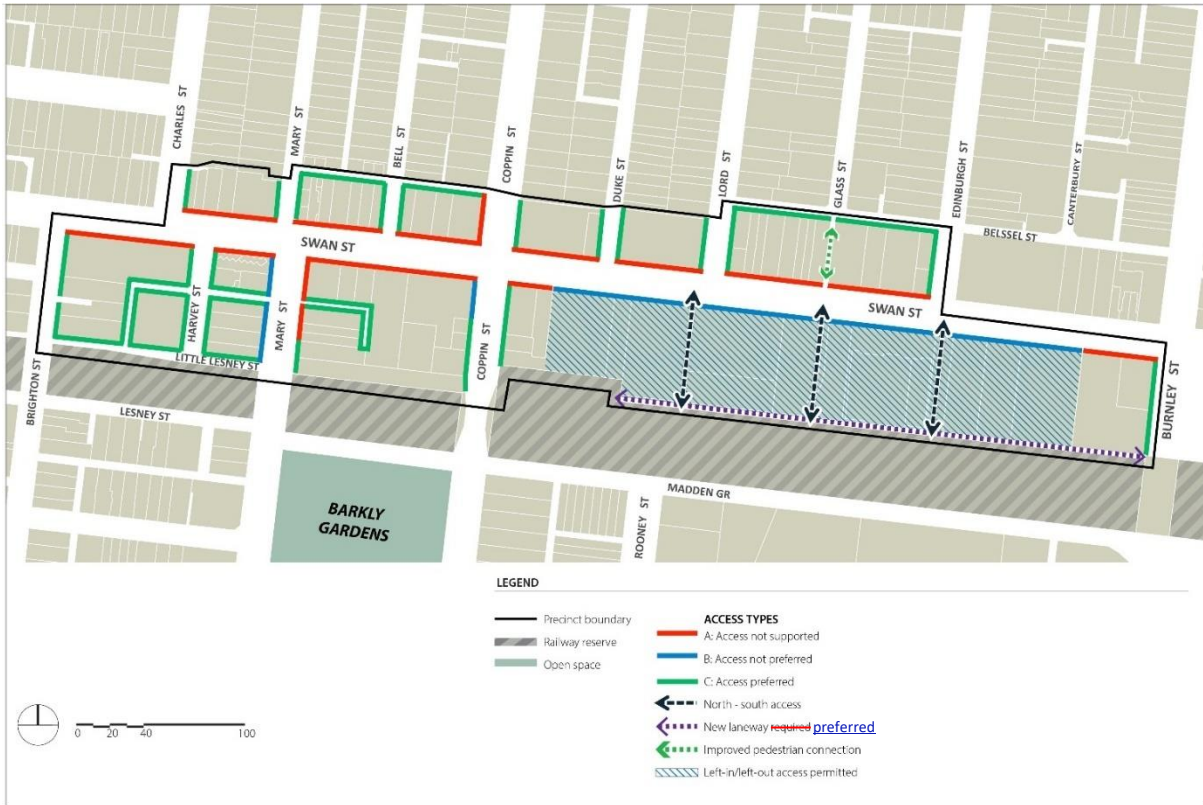 CHARLES ST
MARY ST
BELL ST
COPPIN ST
DUKE ST
LORD ST
GLASS ST
EDINBURGH ST
CANTERBURY ST
BELSSEL ST
SWAN ST
SWAN ST
HARVEY ST
MARY ST
COPPIN ST
LITTLE LESNEY ST
BRIGHTON ST
LESNEY ST
BURNLEY ST
MADDEN GR
ROONEY ST
BARKLY
GARDENS
LEGEND
Precinct boundary
Railway reserve
Open space
ACCESS TYPES
A: Access not supported
B: Access not preferred
C: Access preferred
North - south access
New laneway required preferred
Improved pedestrian connection
Left-in/left-out access permitted
0 20 40 100